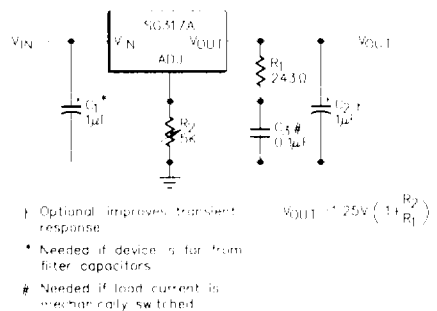 SG317A
VIN
VIN
VOUT
VOUT
ADJ
R1
243Ω
C1*
1µF
R2
5K
C3#
0.1µF
C2†
1µF
† Optional improves transient
response
* Needed if device is far from
filter capacitors
# Needed if load current is
mechanically switched
VOUT = 1.25V (1+ R2
R1)